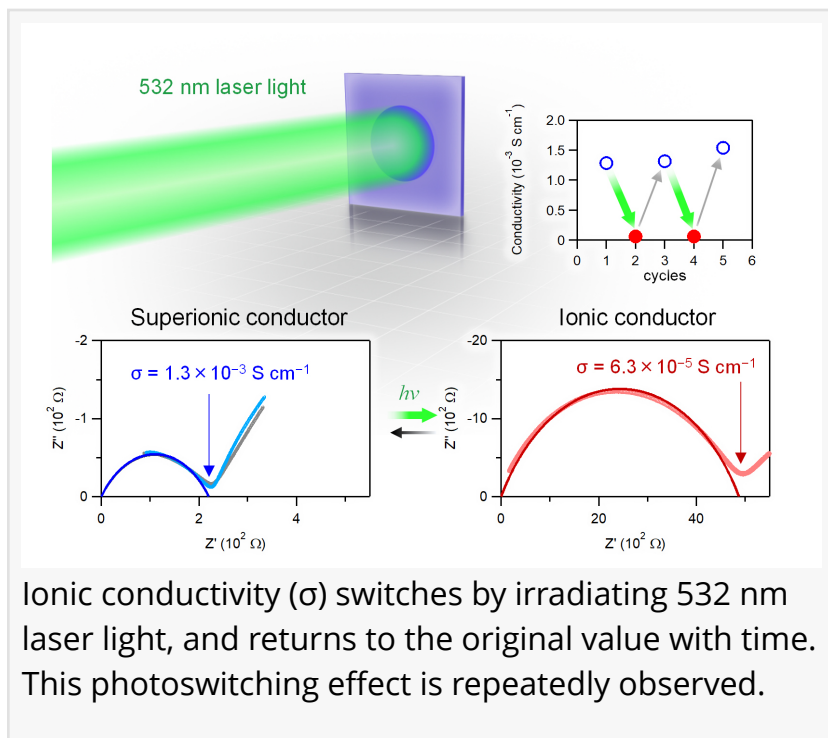 532 nm laser light
Conductivity (10⁻³ S cm⁻¹)
2.0
1.5
1.0
0.5
0
0 1 2 3 4 5 6
cycles
Superionic conductor
-2
-1
0
Z'' (10² Ω)
σ = 1.3 × 10⁻³ S cm⁻¹
0 2 4
Z' (10² Ω)
hν
Ionic conductor
-20
-10
0
Z'' (10² Ω)
σ = 6.3 × 10⁻⁵ S cm⁻¹
0 20 40
Z' (10² Ω)
Ionic conductivity (σ) switches by irradiating 532 nm
laser light, and returns to the original value with time.
This photoswitching effect is repeatedly observed.